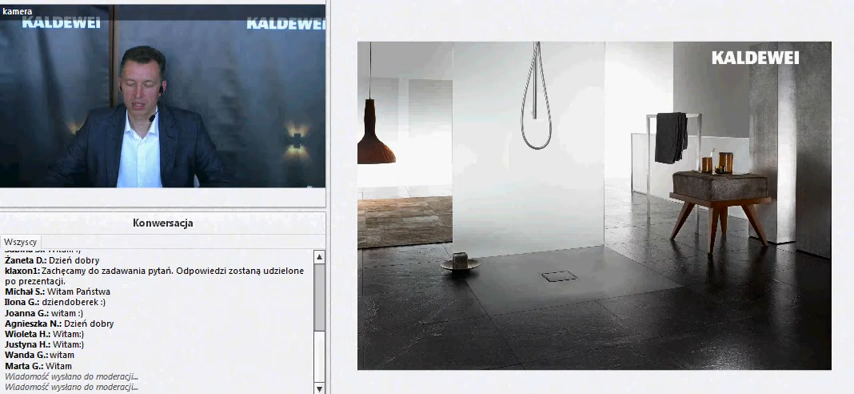 kamera
KALDEWEI
KALDEWEI
KALDEWEI
Konwersacja
Wszyscy
Żaneta D.: Dzień dobry
klaxon1: Zachęcamy do zadawania pytań. Odpowiedzi zostaną udzielone
po prezentacji.
Michał S.: Witam Państwa
Ilona G.: dziendoberek :)
Joanna G.: witam :)
Agnieszka N.: Dzień dobry
Wioleta H.: Witam:)
Justyna H.: Witam:)
Wanda G.: witam
Marta G.: Witam
Wiadomość wysłano do moderacji...
Wiadomość wysłano do moderacji...